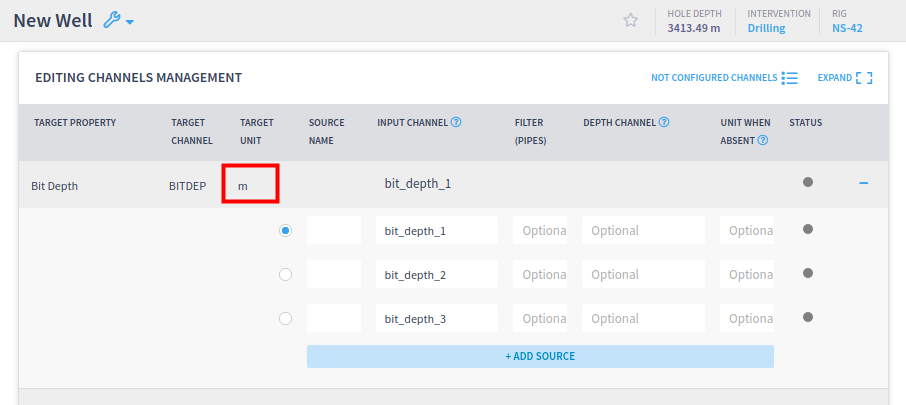 New Well
HOLE DEPTH
3413.49 m
INTERVENTION
Drilling
RIG
NS-42
EDITING CHANNELS MANAGEMENT
NOT CONFIGURED CHANNELS
EXPAND
TARGET PROPERTY
TARGET CHANNEL
TARGET UNIT
SOURCE NAME
INPUT CHANNEL ?
FILTER (PIPES)
DEPTH CHANNEL ?
UNIT WHEN ABSENT ?
STATUS
Bit Depth BITDEP m bit_depth_1
bit_depth_1 Optiona Optional Optiona
bit_depth_2 Optiona Optional Optiona
bit_depth_3 Optiona Optional Optiona
+ ADD SOURCE